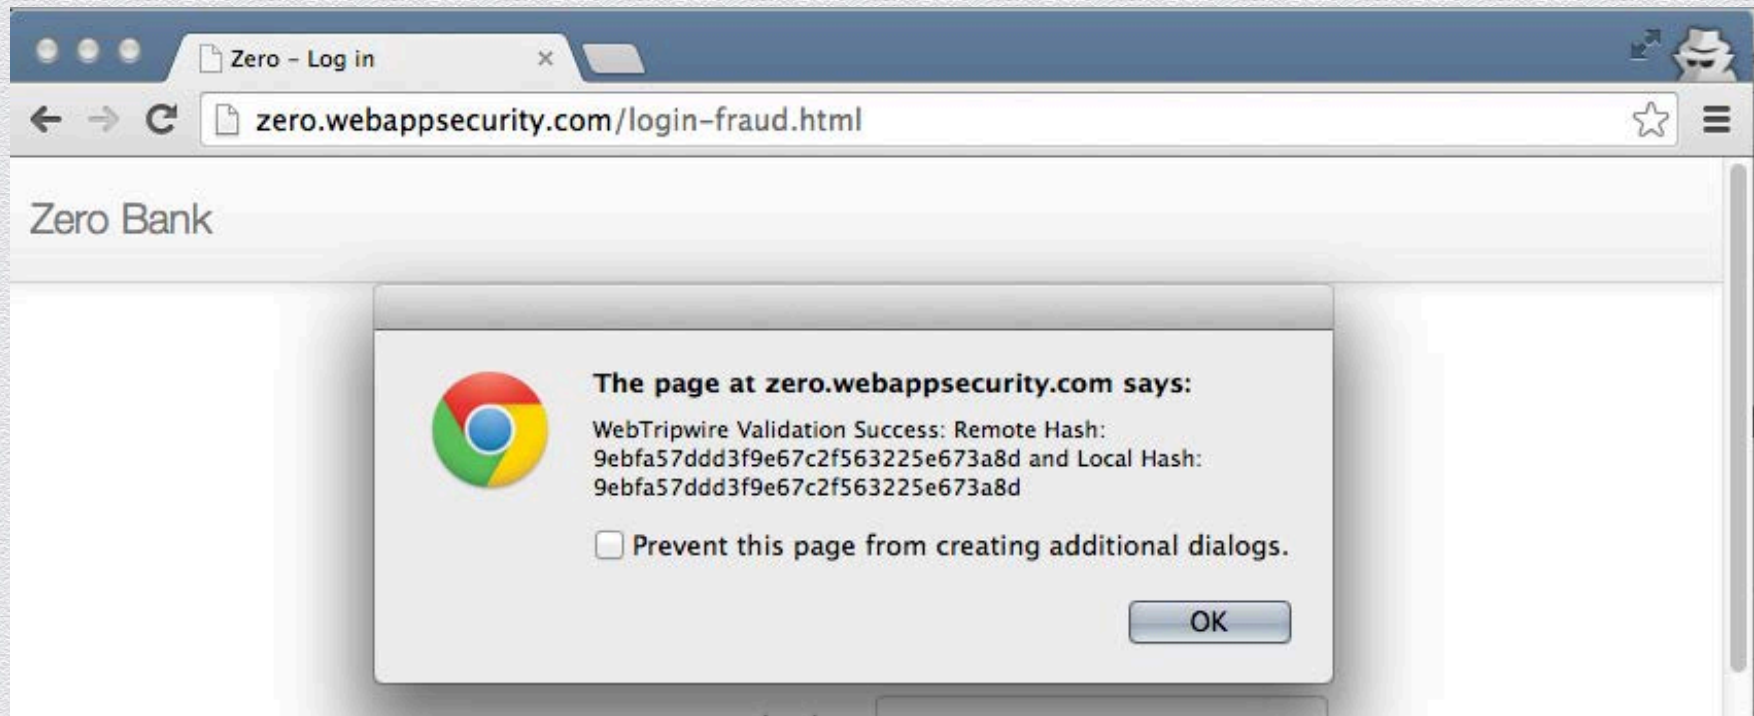 Zero – Log in
zero.webappsecurity.com/login-fraud.html
Zero Bank
The page at zero.webappsecurity.com says:
WebTripwire Validation Success: Remote Hash:
9ebfa57ddd3f9e67c2f563225e673a8d and Local Hash:
9ebfa57ddd3f9e67c2f563225e673a8d
Prevent this page from creating additional dialogs.
OK